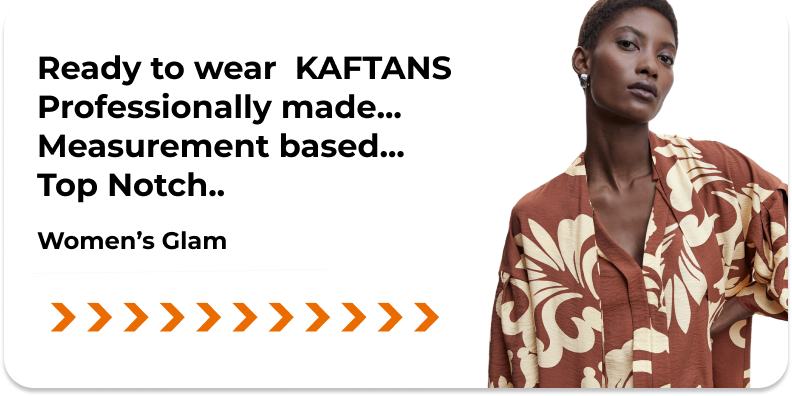 Ready to wear  KAFTANS
Professionally made...
Measurement based...
Top Notch..
Women’s Glam